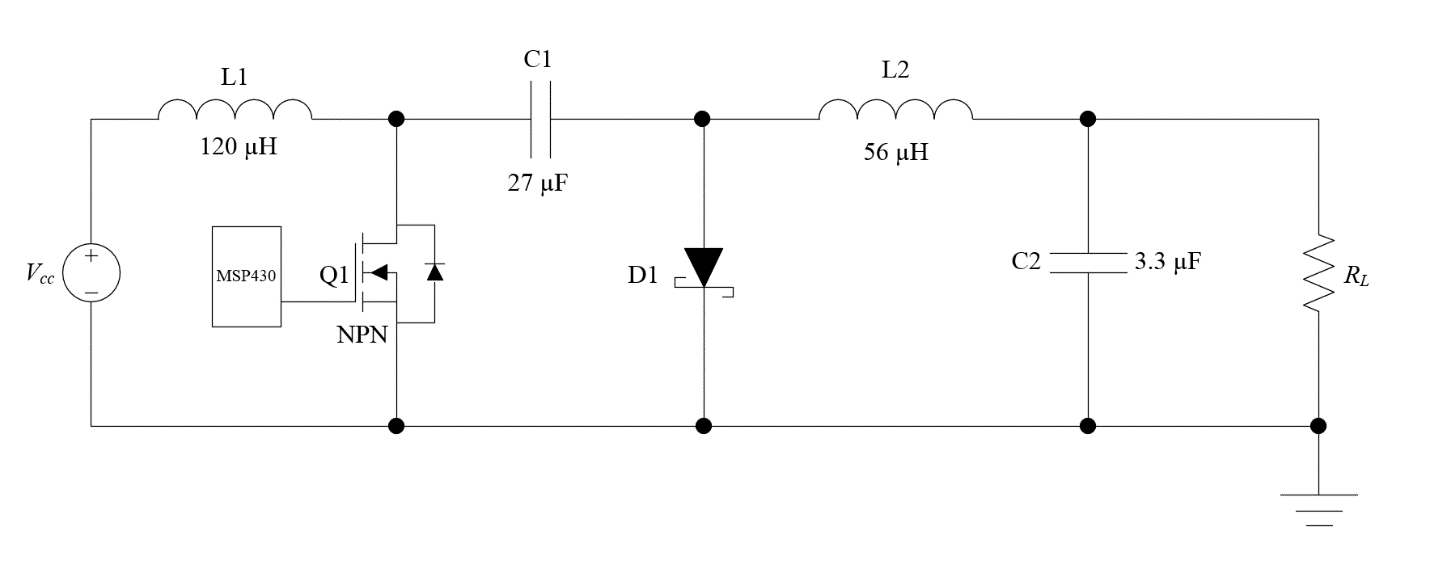 L1
120 µH
C1
27 µF
L2
56 µH
Vcc
+
−
MSP430
Q1
NPN
D1
C2
3.3 µF
RL